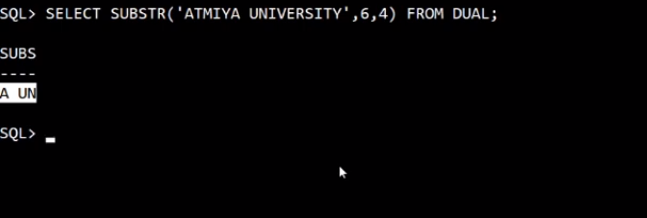 SQL> SELECT SUBSTR('ATMIYA UNIVERSITY',6,4) FROM DUAL;
SUBS
----
A UN
SQL>